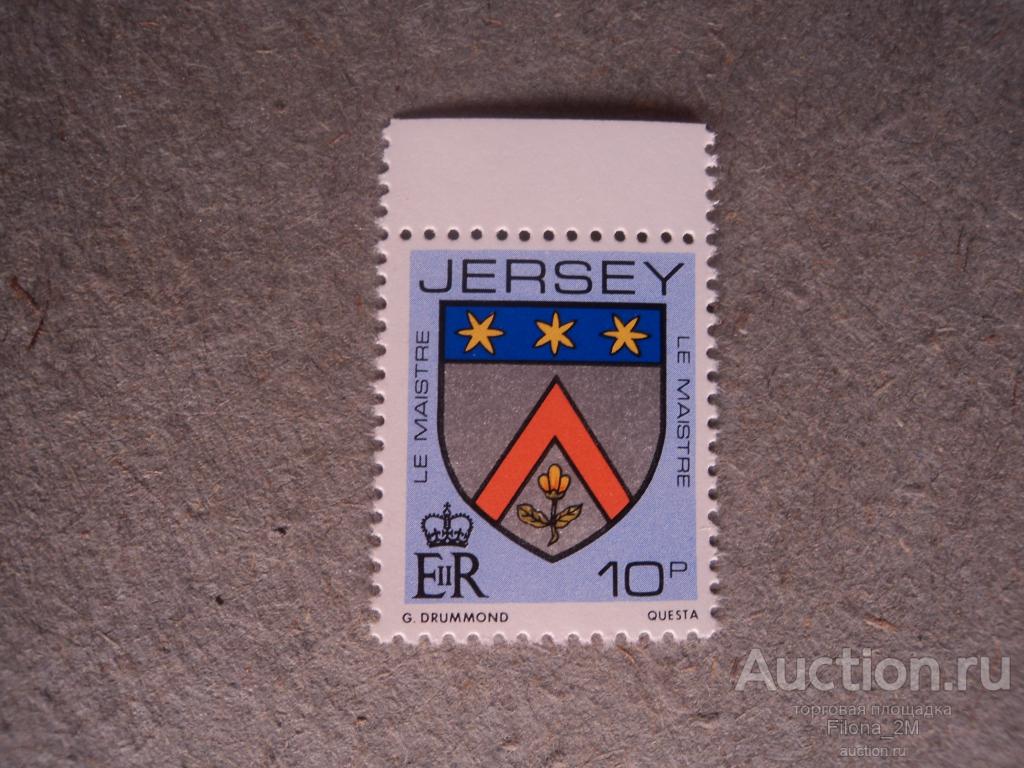 JERSEY
LE MAISTRE
LE MAISTRE
EIIR
10P
G. DRUMMOND
QUESTA
Auction.ru
торговая площадка
Filona_2M
auction.ru